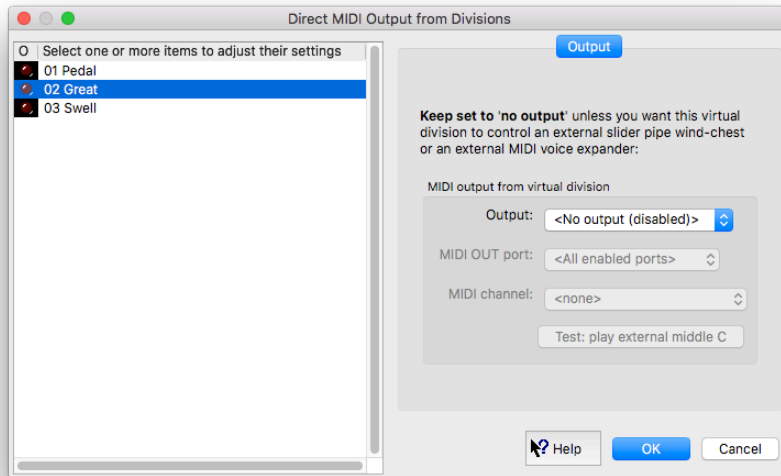 Direct MIDI Output from Divisions
O Select one or more items to adjust their settings
01 Pedal
02 Great
03 Swell
Output
Keep set to 'no output' unless you want this virtual
division to control an external slider pipe wind-chest
or an external MIDI voice expander:
MIDI output from virtual division
Output: <No output (disabled)>
MIDI OUT port: <All enabled ports>
MIDI channel: <none>
Test: play external middle C
? Help OK Cancel